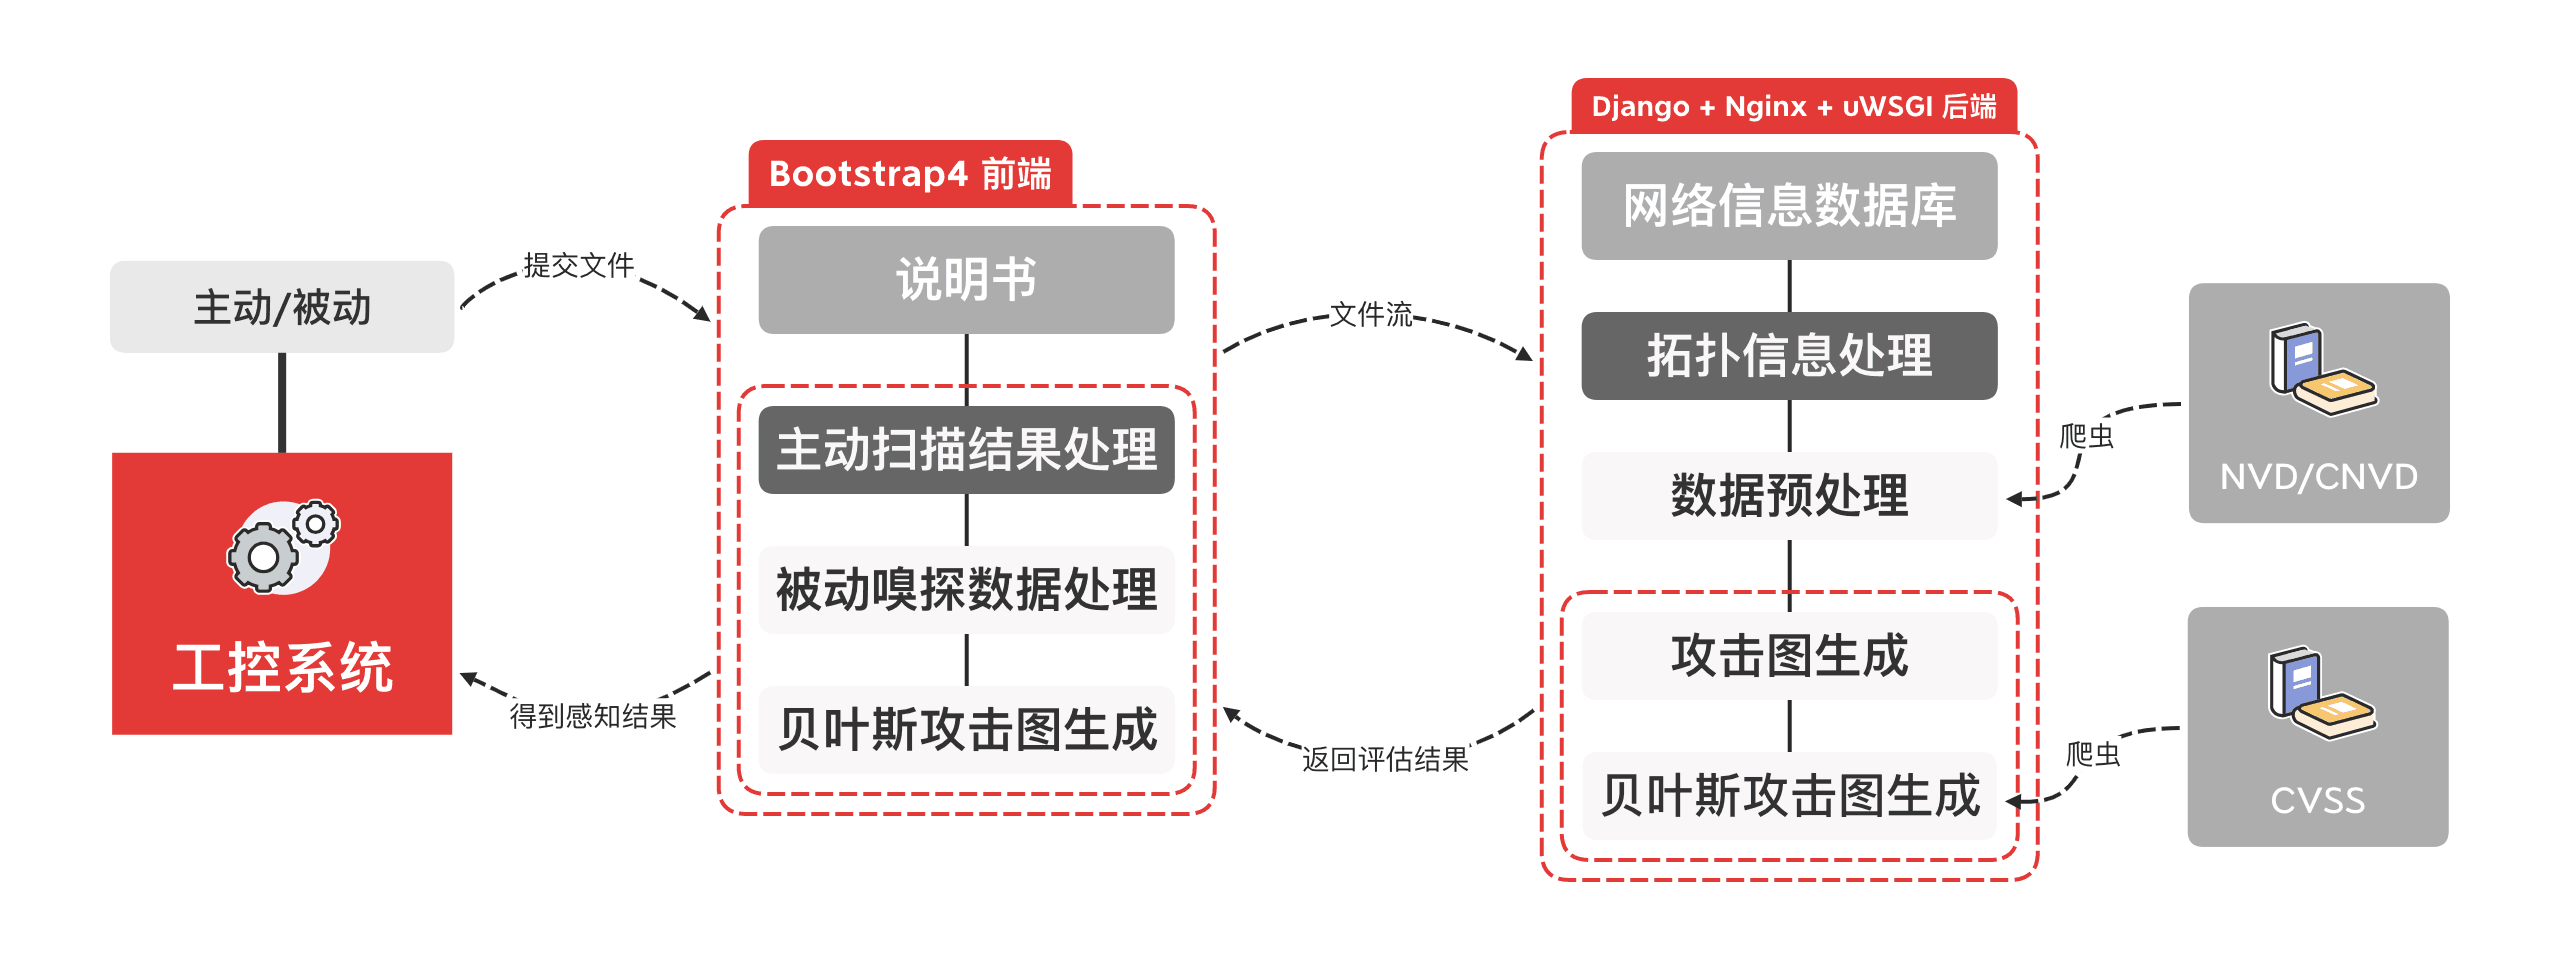 主动/被动
工控系统
提交文件
得到感知结果
Bootstrap4 前端
说明书
主动扫描结果处理
被动嗅探数据处理
贝叶斯攻击图生成
文件流
返回评估结果
Django + Nginx + uWSGI 后端
网络信息数据库
拓扑信息处理
数据预处理
攻击图生成
贝叶斯攻击图生成
爬虫
爬虫
NVD/CNVD
CVSS